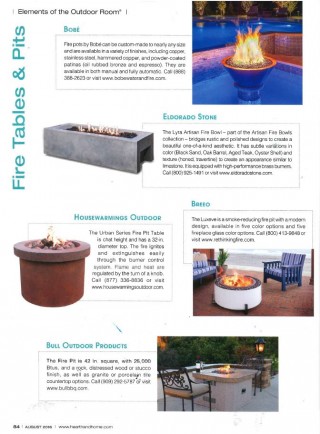 Elements of the Outdoor Room®
Fire Tables & Pits
BOBÉ
Fire pots by Bobé can be custom made to nearly any size
and are available in a variety of finishes, including copper,
stainless steel, hammered copper, and powder-coated
patinas (oil rubbed bronze and espresso). They are
available in both manual and fully automatic. Call (888)
or visit www.bobewaterandfire.com.
ELDORADO STONE
The Lyra Artisan Fire Bowl – part of the Artisan Fire Bowls
collection – bridges rustic and polished designs to create a
beautiful one-of-a-kind aesthetic. It has subtle variations in
color (Black Sand, Oak Barrel, Aged Teak, Oyster Shell) and
texture (honed, travertine) to create an appearance similar to
limestone. It is equipped with high-performance brass burners.
Call (800) 925-1491 or visit www.eldoradostone.com.
BREEO
The Luxeve is a smoke-reducing fire pit with a modern
design, available in five color options and five
fireplace glass color options. Call (800)
or visit www.rethinkingfire.com.
HOUSEWARMINGS OUTDOOR
The Urban Series Fire Pit Table
is chat height and has a 32-in.
diameter top. The fire ignites
and extinguishes easily
through the burner control
system. Flame and heat are
regulated by the turn of a knob.
Call (877) 336-8836 or visit
www.housewarmingsoutdoor.com.
BULL OUTDOOR PRODUCTS
The Fire Pit is 42 in. square, with 26,000
Btus, and a rock, distressed wood or stucco
finish, as well as granite or porcelain tile
countertop options. Call (909) or visit
www.bullbbq.com.
84 | AUGUST 2016 | www.hearthandhome.com